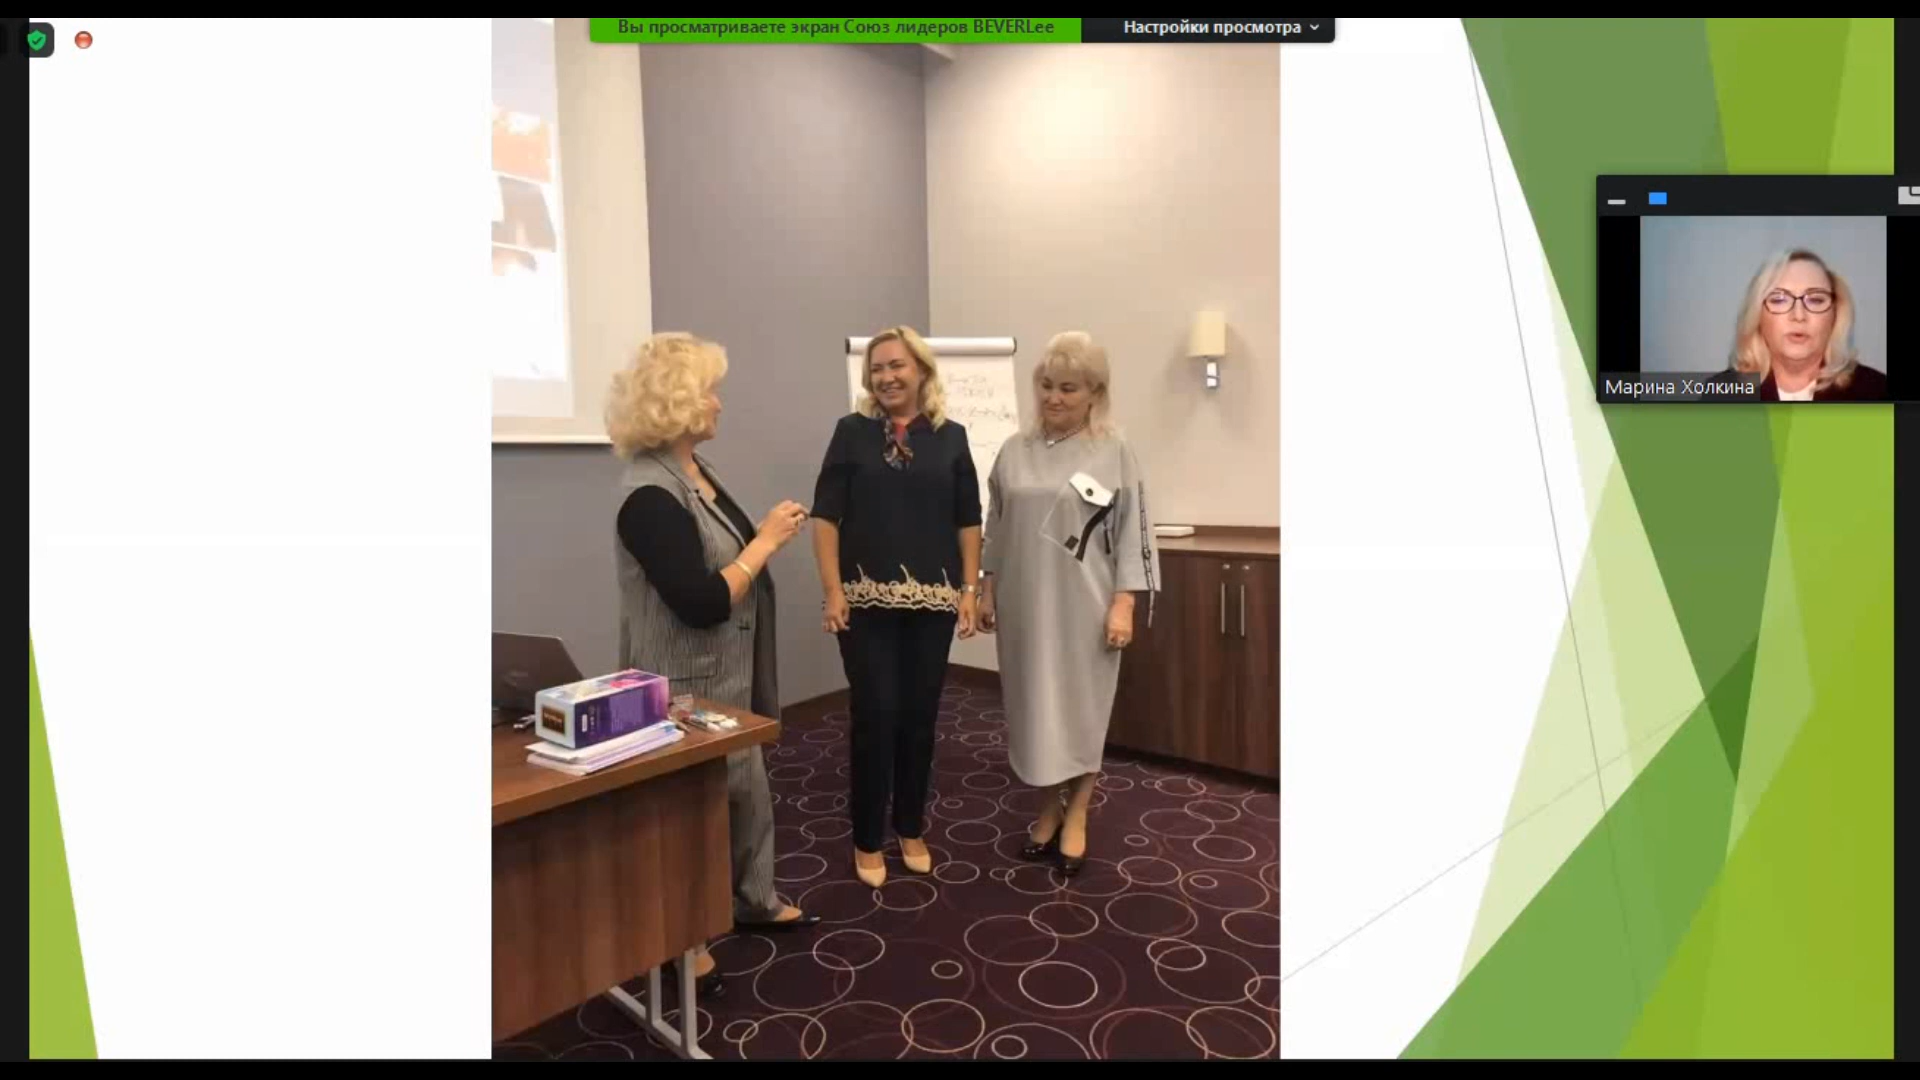 Вы просматриваете экран Союз лидеров BEVERLee
Настройки просмотра
Марина Холкина